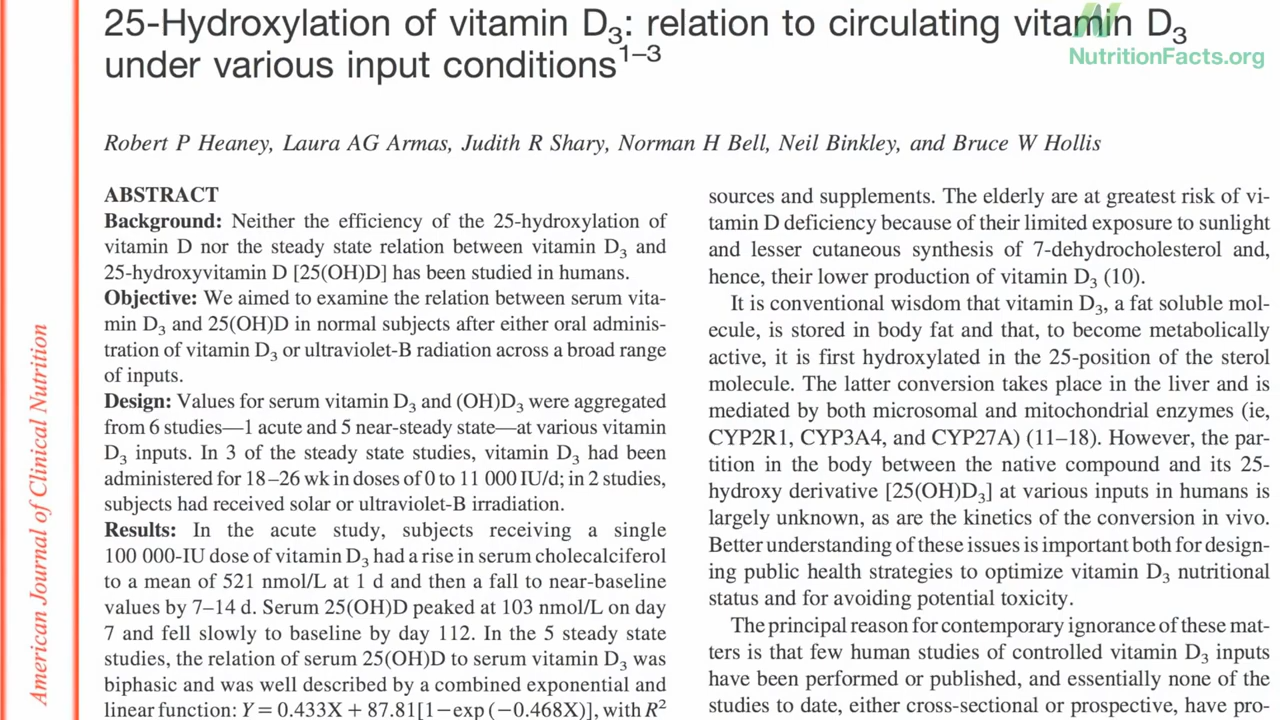 25-Hydroxylation of vitamin D₃: relation to circulating vitamin D₃
under various input conditions¹⁻³
NutritionFacts.org
Robert P Heaney, Laura AG Armas, Judith R Shary, Norman H Bell, Neil Binkley, and Bruce W Hollis
American Journal of Clinical Nutrition
ABSTRACT
Background: Neither the efficiency of the 25-hydroxylation of
vitamin D nor the steady state relation between vitamin D₃ and
25-hydroxyvitamin D [25(OH)D] has been studied in humans.
Objective: We aimed to examine the relation between serum vita-
min D₃ and 25(OH)D in normal subjects after either oral adminis-
tration of vitamin D₃ or ultraviolet-B radiation across a broad range
of inputs.
Design: Values for serum vitamin D₃ and (OH)D₃ were aggregated
from 6 studies—1 acute and 5 near-steady state—at various vitamin
D₃ inputs. In 3 of the steady state studies, vitamin D₃ had been
administered for 18–26 wk in doses of 0 to 11 000 IU/d; in 2 studies,
subjects had received solar or ultraviolet-B irradiation.
Results: In the acute study, subjects receiving a single
100 000-IU dose of vitamin D₃ had a rise in serum cholecalciferol
to a mean of 521 nmol/L at 1 d and then a fall to near-baseline
values by 7–14 d. Serum 25(OH)D peaked at 103 nmol/L on day
7 and fell slowly to baseline by day 112. In the 5 steady state
studies, the relation of serum 25(OH)D to serum vitamin D₃ was
biphasic and was well described by a combined exponential and
linear function: Y = 0.433X + 87.81[1−exp (−0.468X)], with R²
sources and supplements. The elderly are at greatest risk of vi-
tamin D deficiency because of their limited exposure to sunlight
and lesser cutaneous synthesis of 7-dehydrocholesterol and,
hence, their lower production of vitamin D₃ (10).
It is conventional wisdom that vitamin D₃, a fat soluble mol-
ecule, is stored in body fat and that, to become metabolically
active, it is first hydroxylated in the 25-position of the sterol
molecule. The latter conversion takes place in the liver and is
mediated by both microsomal and mitochondrial enzymes (ie,
CYP2R1, CYP3A4, and CYP27A) (11–18). However, the par-
tition in the body between the native compound and its 25-
hydroxy derivative [25(OH)D₃] at various inputs in humans is
largely unknown, as are the kinetics of the conversion in vivo.
Better understanding of these issues is important both for design-
ing public health strategies to optimize vitamin D₃ nutritional
status and for avoiding potential toxicity.
The principal reason for contemporary ignorance of these mat-
ters is that few human studies of controlled vitamin D₃ inputs
have been performed or published, and essentially none of the
studies to date, either cross-sectional or prospective, have pro-